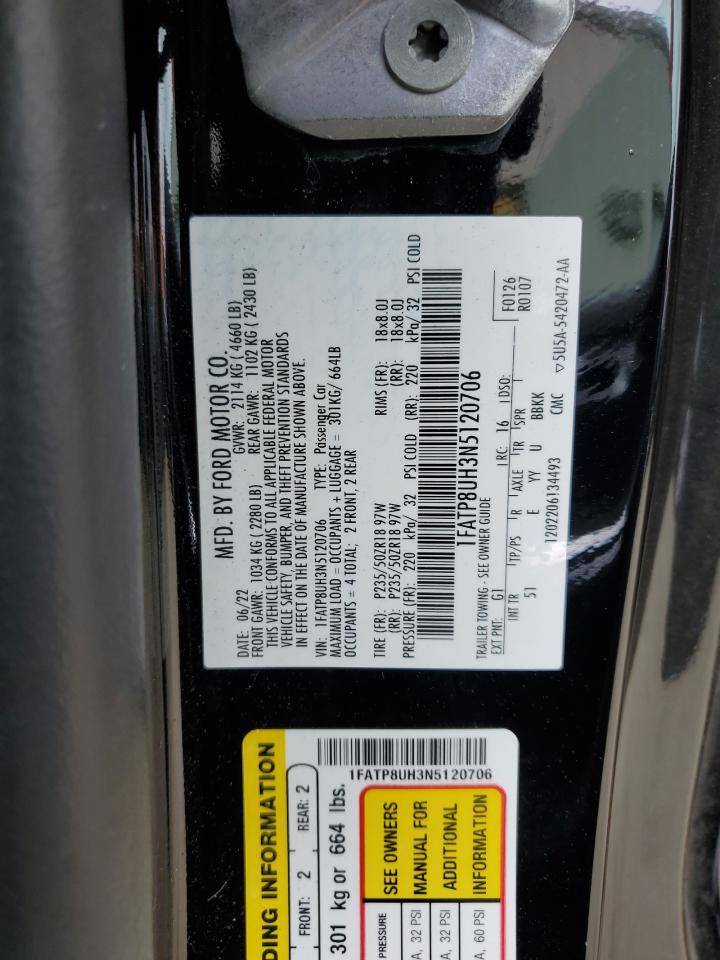 MFD. BY FORD MOTOR CO.
DATE: 06/22 GVWR: 2114 KG ( 4660 LB)
FRONT GAWR: 1034 KG (2280 LB) REAR GAWR: 1102 KG ( 2430 LB)
THIS VEHICLE CONFORMS TO ALL APPLICABLE FEDERAL MOTOR
VEHICLE SAFETY, BUMPER, AND THEFT PREVENTION STANDARDS
IN EFFECT ON THE DATE OF MANUFACTURE SHOWN ABOVE.
VIN: 1FATP8UH3N5120706 TYPE: Passenger Car
MAXIMUM LOAD = OCCUPANTS + LUGGAGE = 301KG/ 664LB
OCCUPANTS = 4 TOTAL; 2 FRONT, 2 REAR
TIRE (FR): P235/50ZR18 97W RIMS (FR): 18x8.0J
(RR): P235/50ZR18 97W (RR): 18x8.0J
PRESSURE (FR): 220 kPa/ 32 PSI COLD (RR): 220 kPa/ 32 PSI COLD
1FATP8UH3N5120706
TRAILER TOWING - SEE OWNER GUIDE
EXT PNT: G1 RC: 16 DSO: F0126
R0107
INT TR TP/PS R AXLE TR SPR
51 E YY U BBKK
1202206134493 CMC
▽5U5A-5420472-AA
DING INFORMATION
FRONT: 2 REAR: 2
301 kg or 664 lbs.
1FATP8UH3N5120706
PRESSURE
A, 32 PSI
A, 32 PSI
A, 60 PSI
SEE OWNERS
MANUAL FOR
ADDITIONAL
INFORMATION